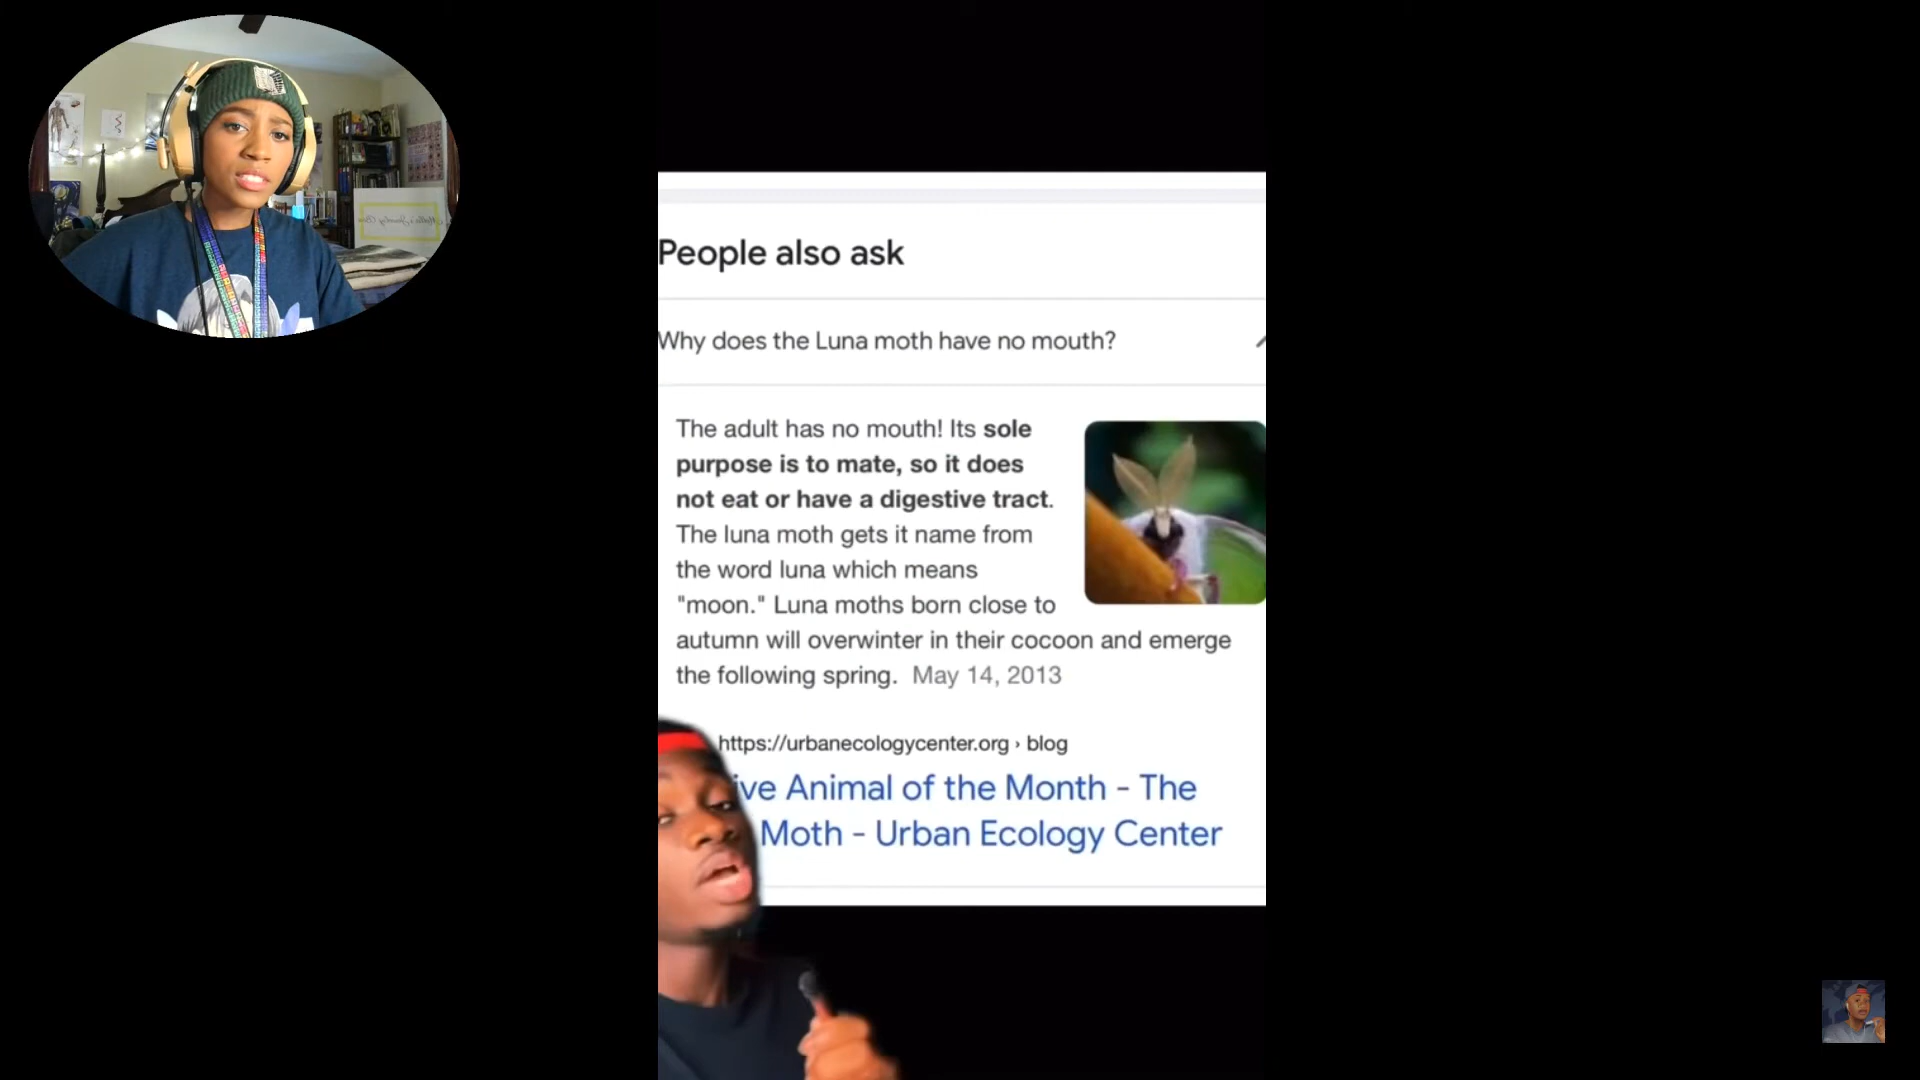 People also ask
Why does the Luna moth have no mouth?
The adult has no mouth! Its sole
purpose is to mate, so it does
not eat or have a digestive tract.
The luna moth gets it name from
the word luna which means
"moon." Luna moths born close to
autumn will overwinter in their cocoon and emerge
the following spring. May 14, 2013
https://urbanecologycenter.org › blog
ive Animal of the Month - The
Moth - Urban Ecology Center